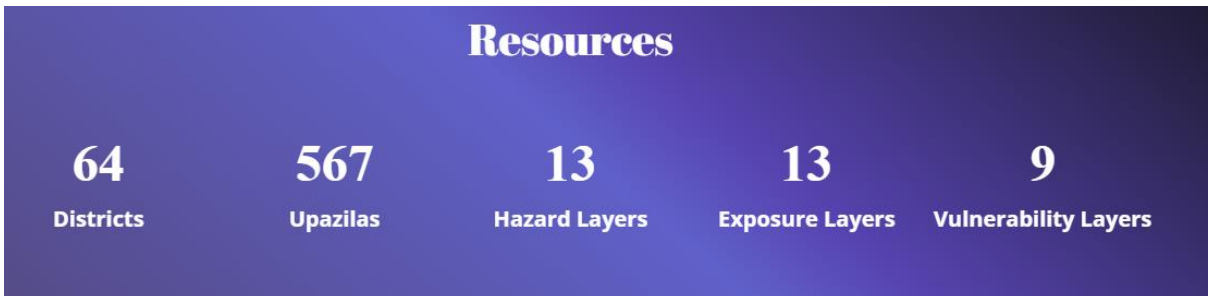 Resources
64 567 13 13 9
Districts Upazilas Hazard Layers Exposure Layers Vulnerability Layers